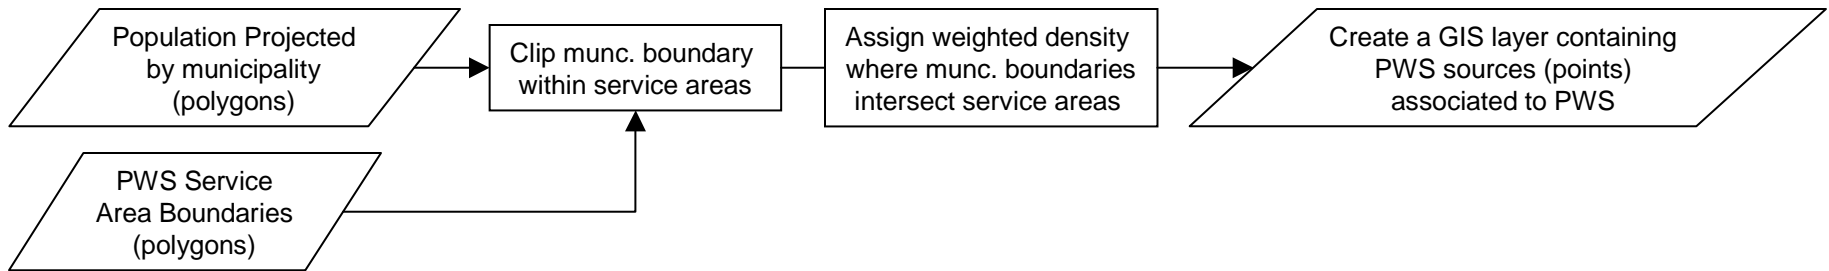 Population Projected
by municipality
(polygons)
Clip munc. boundary
within service areas
Assign weighted density
where munc. boundaries
intersect service areas
Create a GIS layer containing
PWS sources (points)
associated to PWS
PWS Service
Area Boundaries
(polygons)